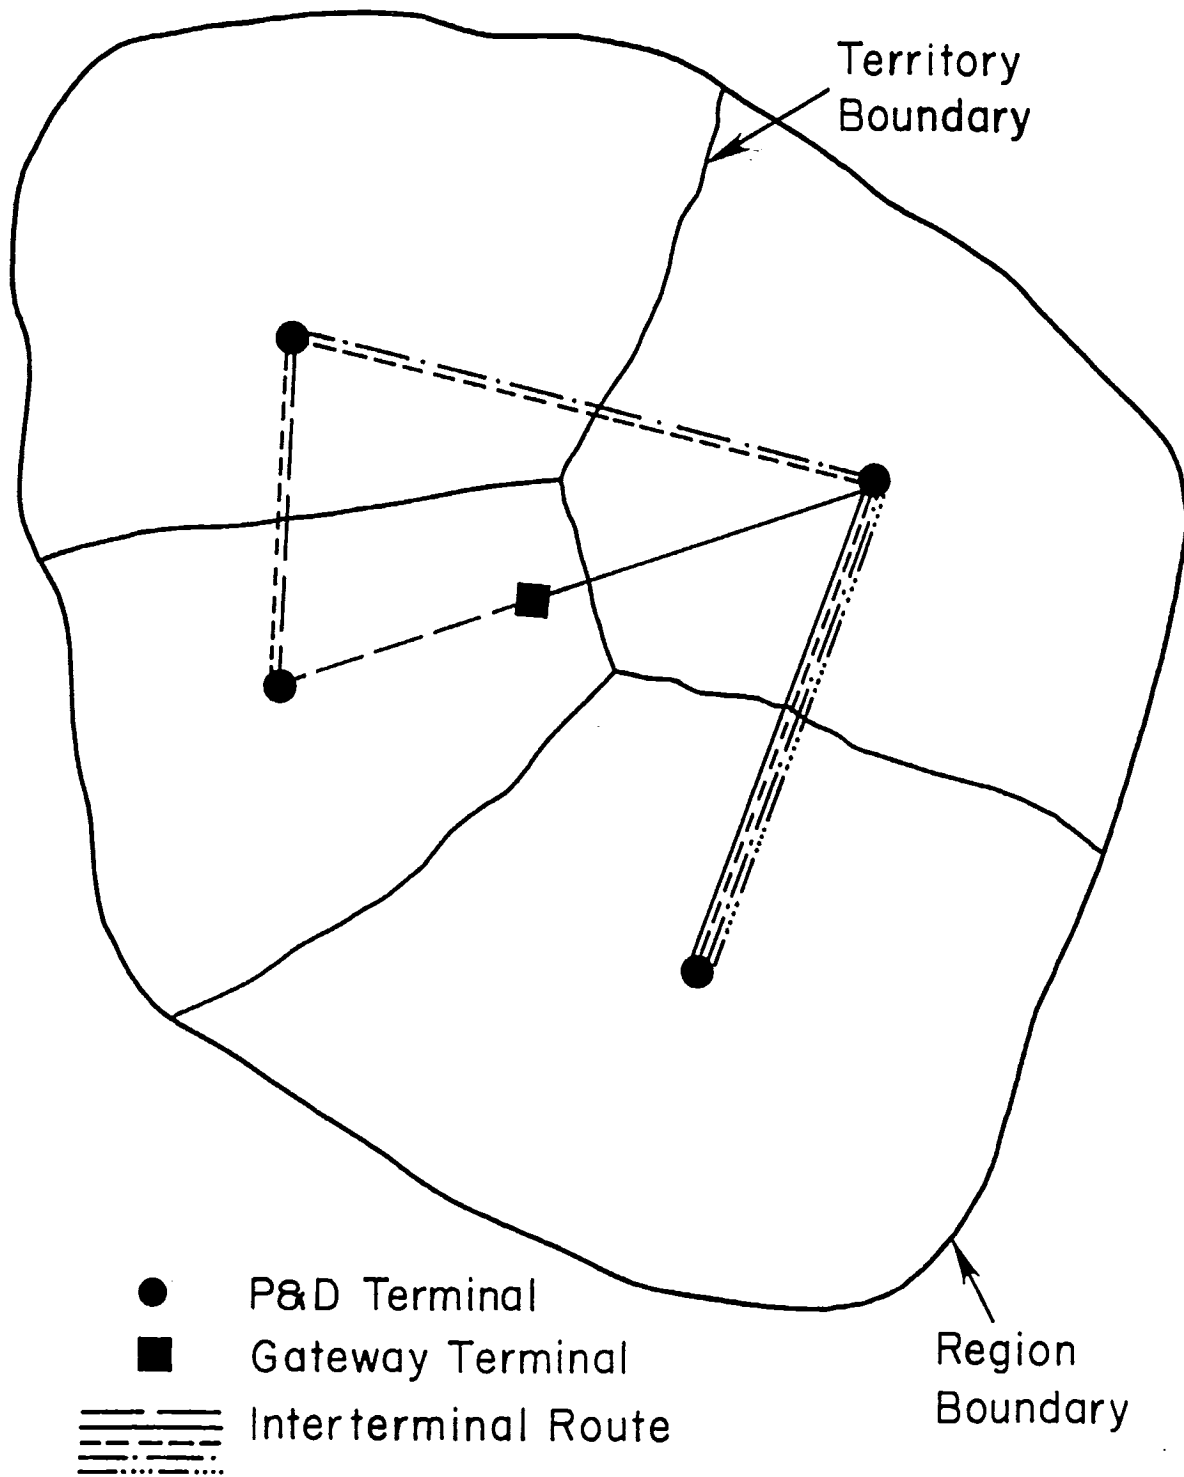 Territory
Boundary
P&D Terminal
Gateway Terminal
Interterminal Route
Region
Boundary